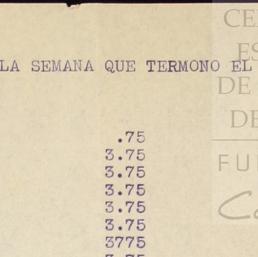 LA SEMANA QUE TERMONO EL
.75
3.75
3.75
3.75
3.75
3.75
3775
CE
ES
DE
DE
FU